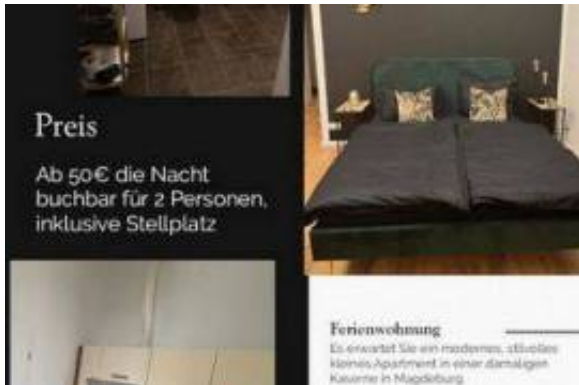 Preis
Ab 50€ die Nacht
buchbar für 2 Personen,
inklusive Stellplatz
Ferienwohnung
Es erwartet Sie ein modernes, stilvolles
kleines Apartment in einer damaligen
Kaserne in Magdeburg